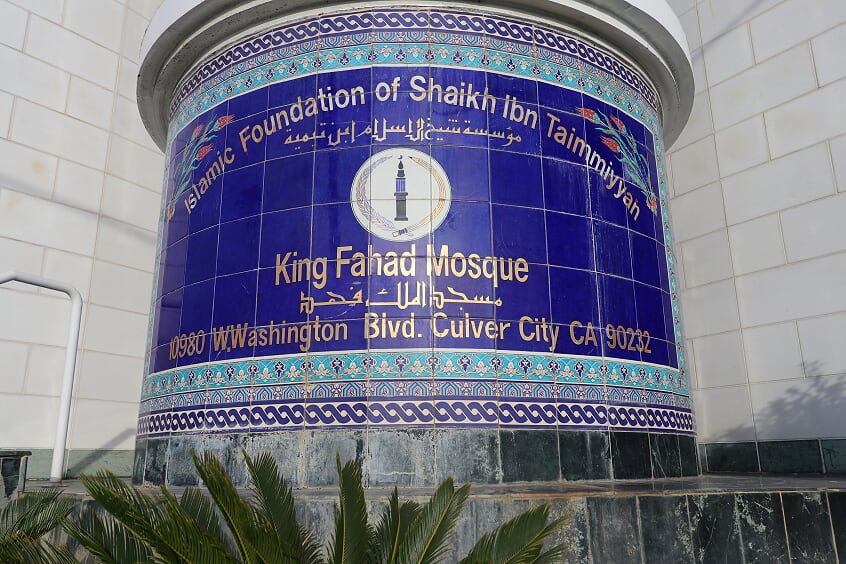 Islamic Foundation of Shaikh Ibn Taimmiyyah
مؤسسة شيخ الإسلام ابن تيمية
King Fahad Mosque
مسجد الملك فهد
10980 W.Washington Blvd. Culver City CA 90232